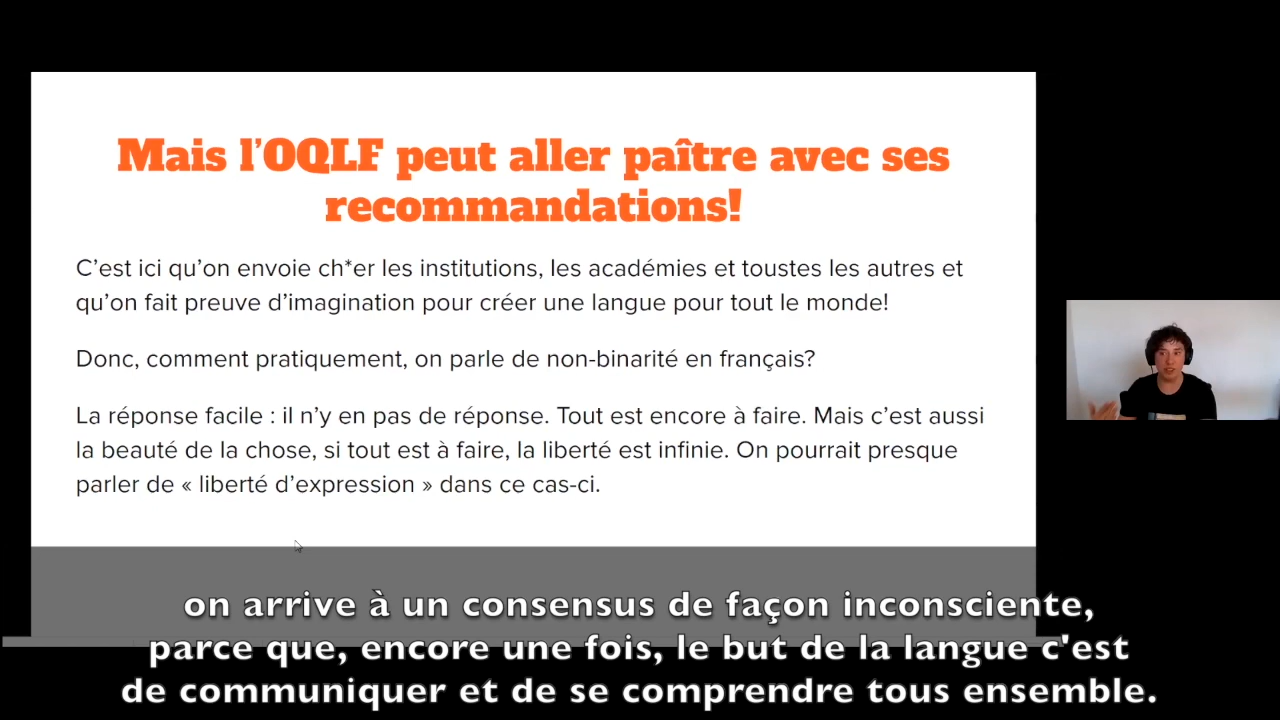 Mais l'OQLF peut aller paître avec ses
recommandations!
C'est ici qu'on envoie ch*er les institutions, les académies et toustes les autres et
qu'on fait preuve d'imagination pour créer une langue pour tout le monde!
Donc, comment pratiquement, on parle de non-binarité en français?
La réponse facile : il n'y en pas de réponse. Tout est encore à faire. Mais c'est aussi
la beauté de la chose, si tout est à faire, la liberté est infinie. On pourrait presque
parler de « liberté d'expression » dans ce cas-ci.
on arrive à un consensus de façon inconsciente,
parce que, encore une fois, le but de la langue c'est
de communiquer et de se comprendre tous ensemble.